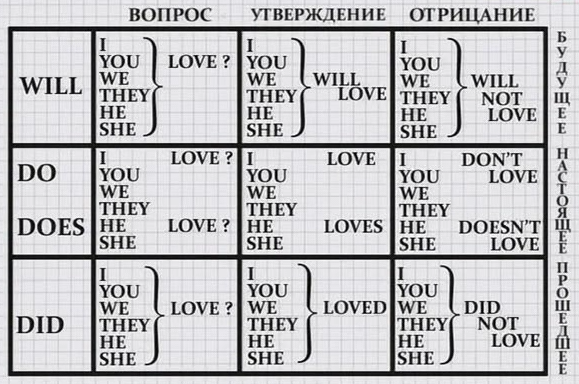 ВОПРОС УТВЕРЖДЕНИЕ ОТРИЦАНИЕ
WILL
I
YOU
WE
THEY
HE
SHE
LOVE ?
I
YOU
WE
THEY
HE
SHE
WILL
LOVE
I
YOU
WE
THEY
HE
SHE
WILL
NOT
LOVE
БУДУЩЕЕ
DO
DOES
I
YOU
WE
THEY
HE
SHE
LOVE ?
LOVE ?
I
YOU
WE
THEY
HE
SHE
LOVE
LOVES
I
YOU
WE
THEY
HE
SHE
DON'T
LOVE
DOESN'T
LOVE
НАСТОЯЩЕЕ
DID
I
YOU
WE
THEY
HE
SHE
LOVE ?
I
YOU
WE
THEY
HE
SHE
LOVED
I
YOU
WE
THEY
HE
SHE
DID
NOT
LOVE
ПРОШЕДШЕЕ